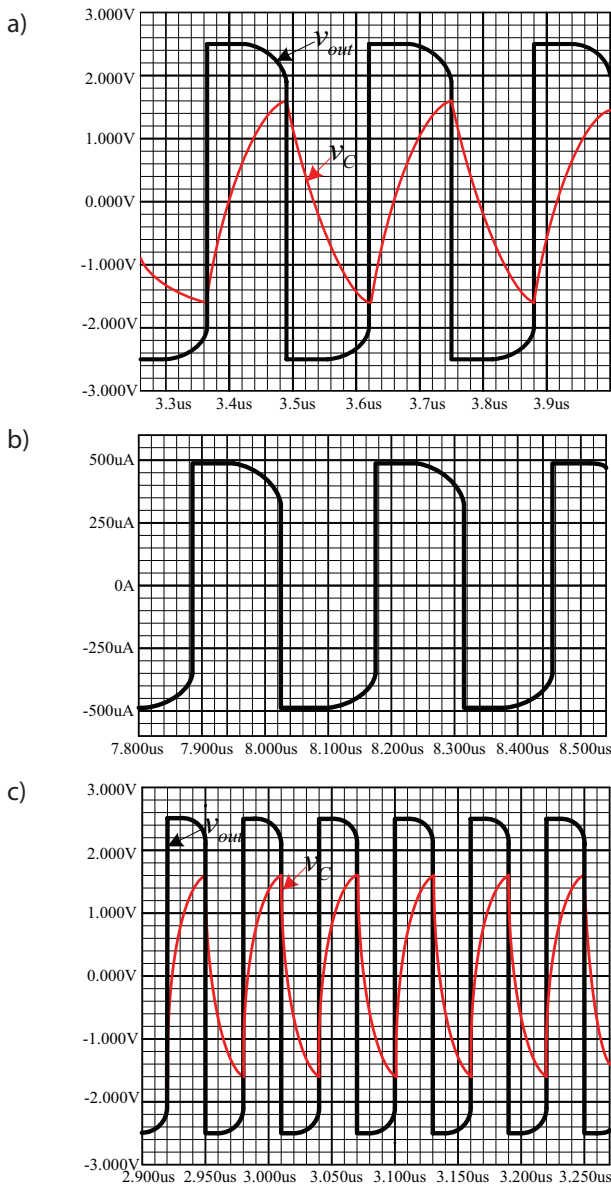 a)
3.000V
v_out
2.000V
1.000V
v_C
0.000V
-1.000V
-2.000V
-3.000V
3.3us 3.4us 3.5us 3.6us 3.7us 3.8us 3.9us
b)
500uA
250uA
0A
-250uA
-500uA
7.800us 7.900us 8.000us 8.100us 8.200us 8.300us 8.400us 8.500us
c)
3.000V
v_out
2.000V
v_C
1.000V
0.000V
-1.000V
-2.000V
-3.000V
2.900us 2.950us 3.000us 3.050us 3.100us 3.150us 3.200us 3.250us